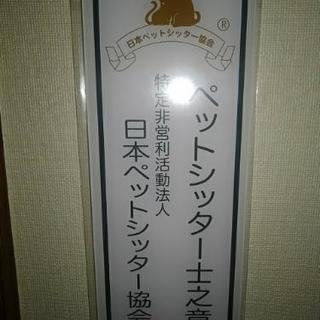 日本ペットシッター協会
®
ペットシッター士之章
特定非営利活動法人
日本ペットシッター協会